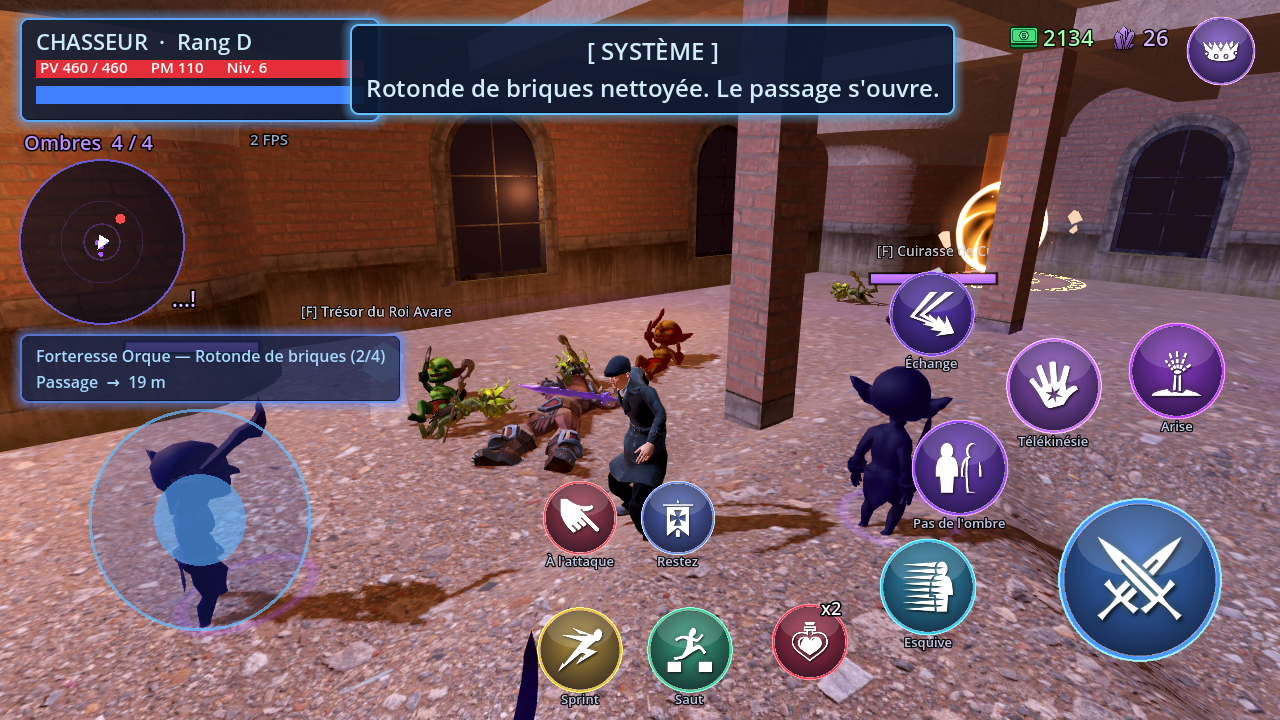 CHASSEUR · Rang D
PV 460 / 460 PM 110 Niv. 6
[ SYSTÈME ]
Rotonde de briques nettoyée. Le passage s'ouvre.
2134 26
Ombres 4 / 4
2 FPS
...!
[F] Trésor du Roi Avare
[F] Cuirasse
Forteresse Orque — Rotonde de briques (2/4)
Passage → 19 m
Échange
Télékinésie
Arise
Pas de l'ombre
À l'attaque
Restez
Esquive
x2
Sprint
Saut